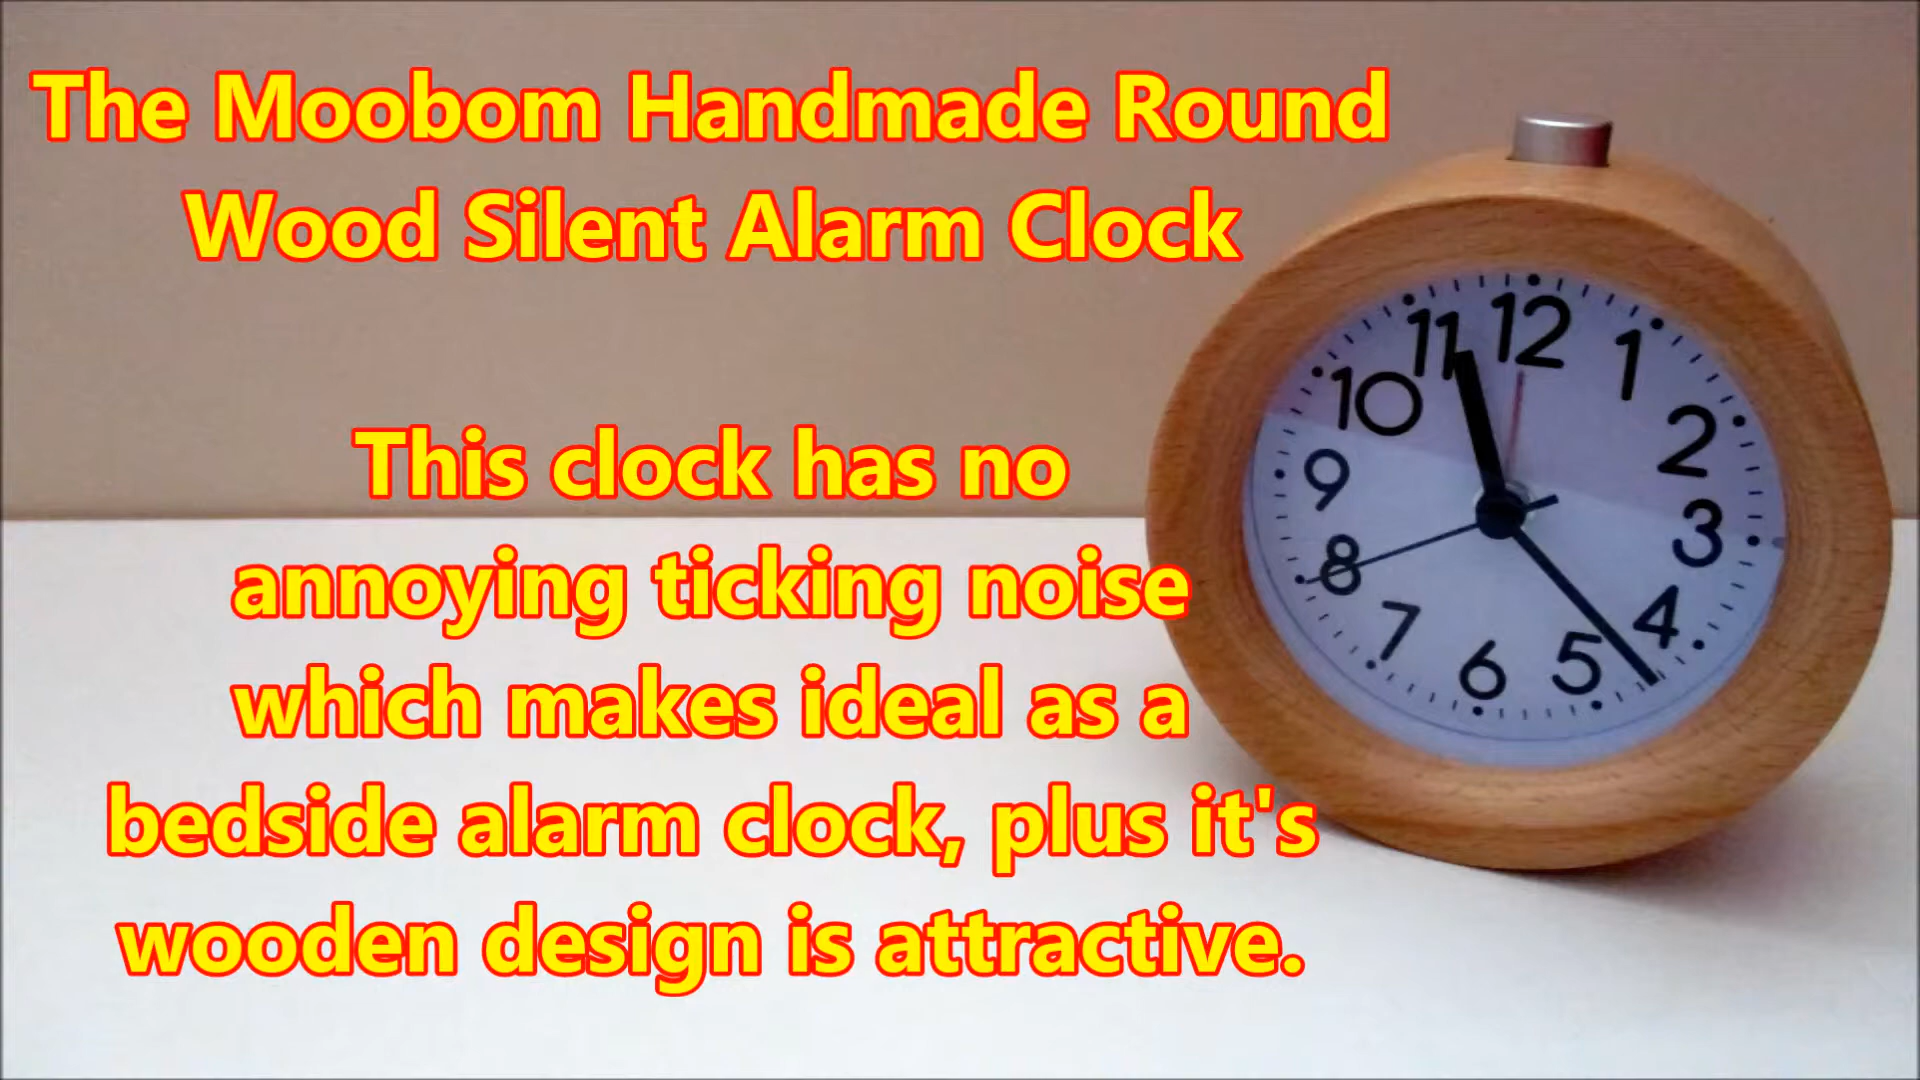 The Moobom Handmade Round
Wood Silent Alarm Clock
This clock has no
annoying ticking noise
which makes ideal as a
bedside alarm clock, plus it's
wooden design is attractive.
12
11
1
10
2
9
3
8
4
7
5
6